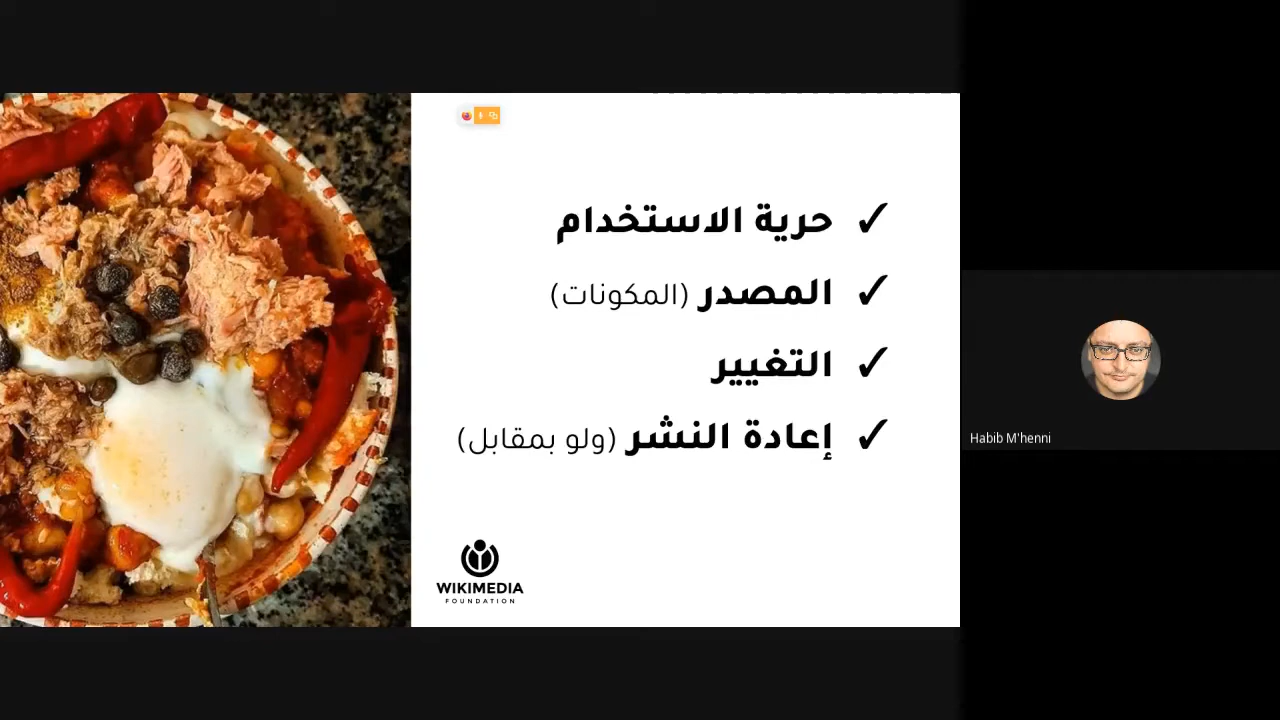 ✓ حرية الاستخدام
✓ المصدر (المكونات)
✓ التغيير
✓ إعادة النشر (ولو بمقابل)
WIKIMEDIA
FOUNDATION
Habib M'henni